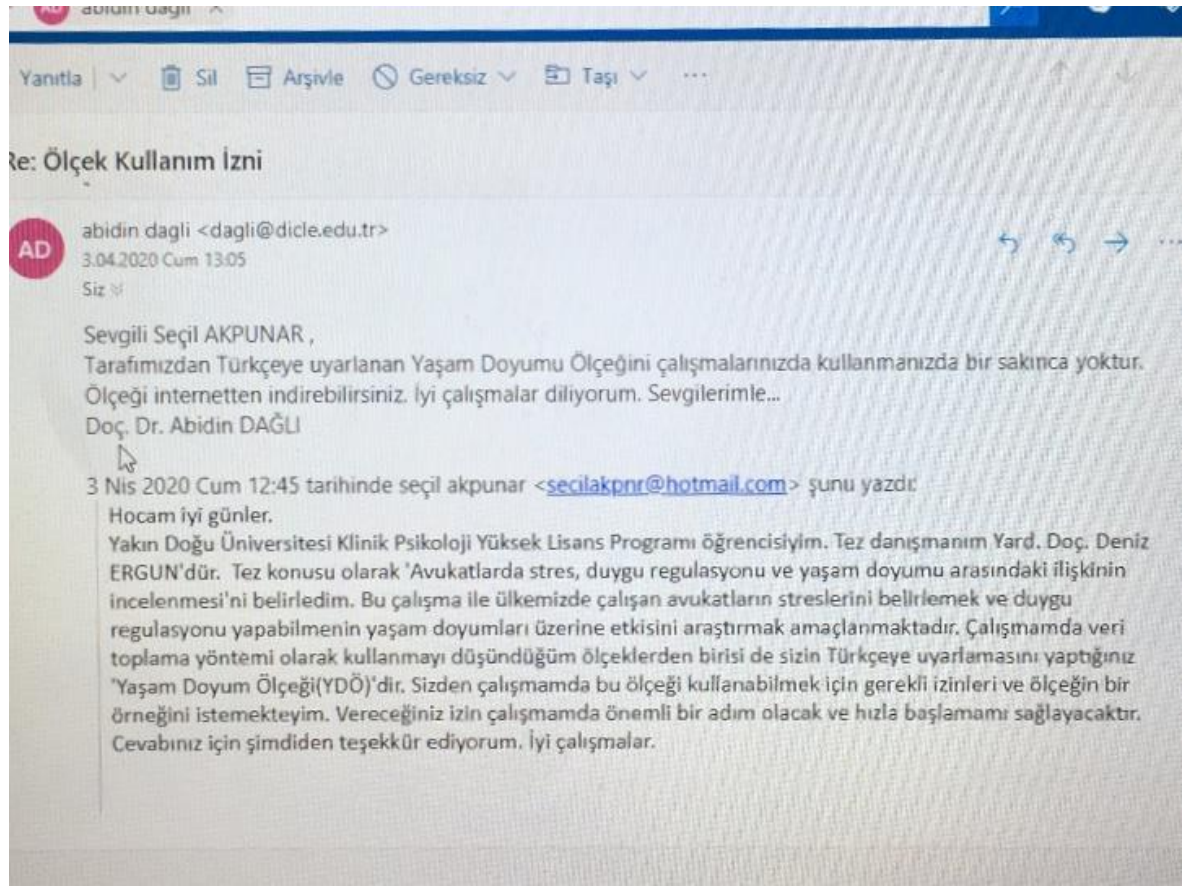 AD abidin dagli
Yanıtla Sil Arşivle Gereksiz Taşı ...
Re: Ölçek Kullanım İzni
AD
abidin dagli <dagli@dicle.edu.tr>
3.04.2020 Cum 13:05
Siz
Sevgili Seçil AKPUNAR ,
Tarafımızdan Türkçeye uyarlanan Yaşam Doyumu Ölçeğini çalışmalarınızda kullanmanızda bir sakınca yoktur.
Ölçeği internetten indirebilirsiniz. İyi çalışmalar diliyorum. Sevgilerimle...
Doç. Dr. Abidin DAĞLI
3 Nis 2020 Cum 12:45 tarihinde seçil akpunar <secilakpnr@hotmail.com> şunu yazdı:
Hocam iyi günler.
Yakın Doğu Üniversitesi Klinik Psikoloji Yüksek Lisans Programı öğrencisiyim. Tez danışmanım Yard. Doç. Deniz
ERGUN'dür. Tez konusu olarak 'Avukatlarda stres, duygu regulasyonu ve yaşam doyumu arasındaki ilişkinin
incelenmesi'ni belirledim. Bu çalışma ile ülkemizde çalışan avukatların streslerini belirlemek ve duygu
regulasyonu yapabilmenin yaşam doyumları üzerine etkisini araştırmak amaçlanmaktadır. Çalışmamda veri
toplama yöntemi olarak kullanmayı düşündüğüm ölçeklerden birisi de sizin Türkçeye uyarlamasını yaptığınız
'Yaşam Doyum Ölçeği(YDÖ)'dir. Sizden çalışmamda bu ölçeği kullanabilmek için gerekli izinleri ve ölçeğin bir
örneğini istemekteyim. Vereceğiniz izin çalışmamda önemli bir adım olacak ve hızla başlamamı sağlayacaktır.
Cevabınız için şimdiden teşekkür ediyorum. İyi çalışmalar.